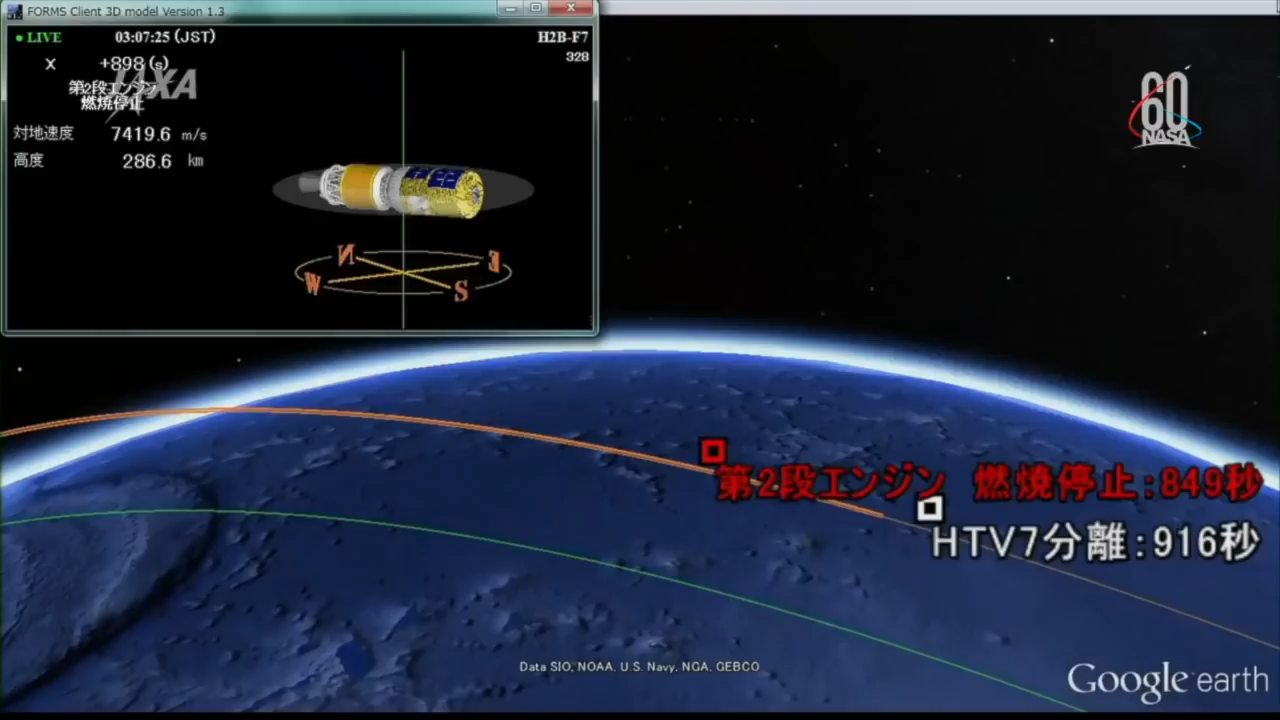 FORMS Client 3D model Version 1.3
LIVE 03:07:25 (JST) H2B-F7
X +898 (s) 328
JAXA
第2段エンジン
燃焼停止
対地速度 7419.6 m/s
高度 286.6 km
N E
W S
60
NASA
第2段エンジン 燃焼停止:849秒
HTV7分離:916秒
Data SIO, NOAA, U.S. Navy, NGA, GEBCO
Google earth